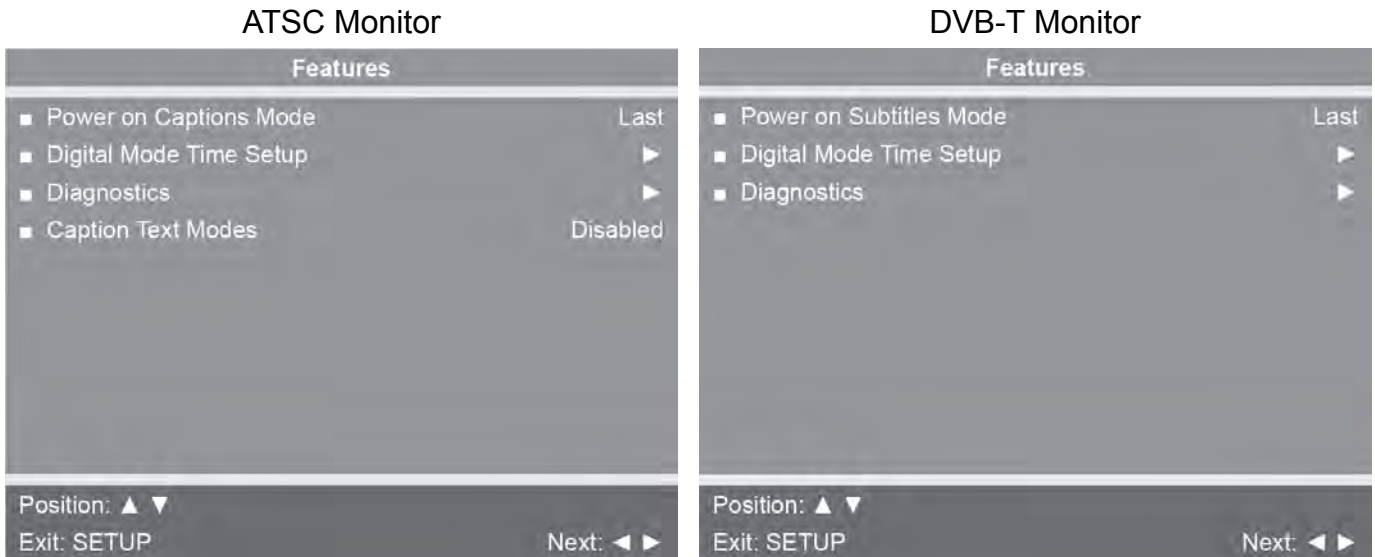 ATSC Monitor
Features
■ Power on Captions Mode Last
■ Digital Mode Time Setup ►
■ Diagnostics ►
■ Caption Text Modes Disabled
Position: ▲ ▼
Exit: SETUP Next: ◄ ►
DVB-T Monitor
Features
■ Power on Subtitles Mode Last
■ Digital Mode Time Setup ►
■ Diagnostics ►
Position: ▲ ▼
Exit: SETUP Next: ◄ ►